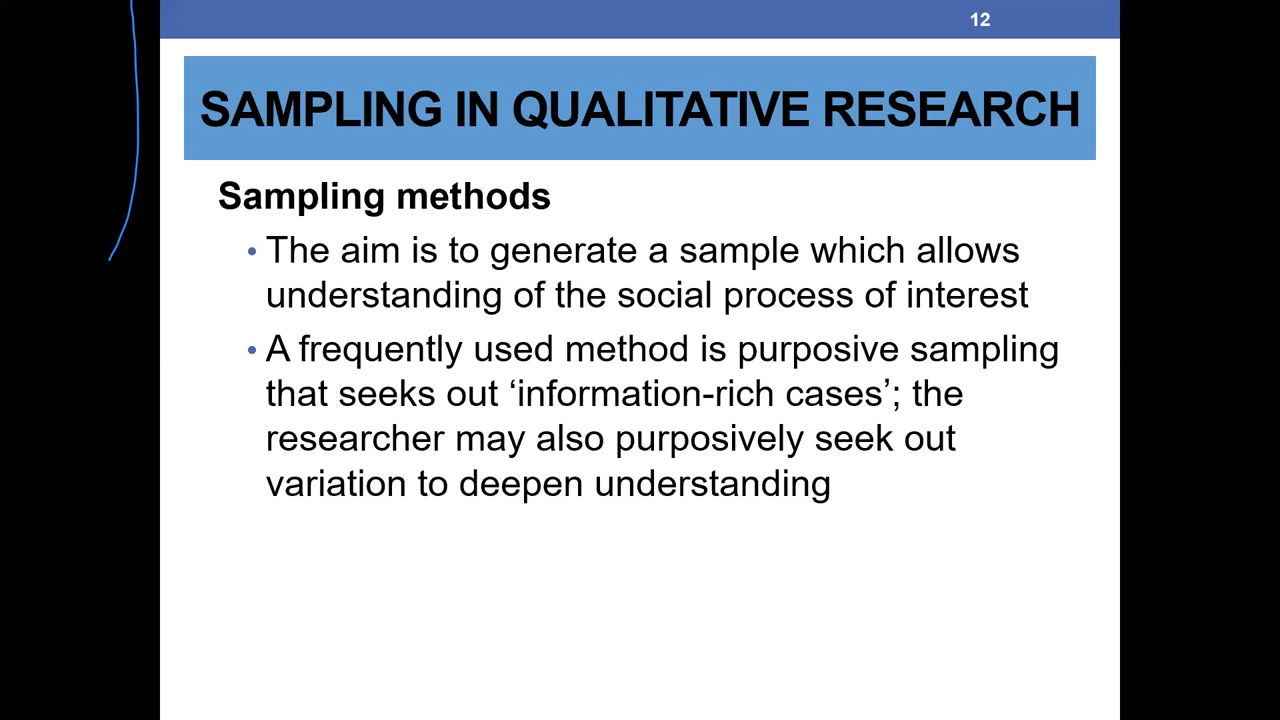 12
SAMPLING IN QUALITATIVE RESEARCH
Sampling methods
• The aim is to generate a sample which allows
understanding of the social process of interest
• A frequently used method is purposive sampling
that seeks out ‘information-rich cases’; the
researcher may also purposively seek out
variation to deepen understanding